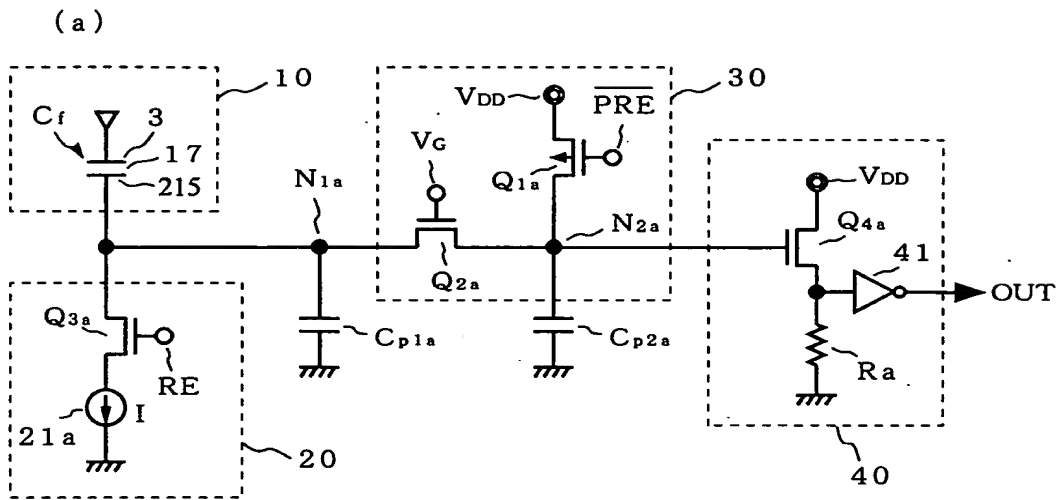 (a)
10
30
Cf
3
17
215
VDD
PRE
VG
Q1a
N1a
VDD
N2a
Q4a
Q2a
41
OUT
Q3a
Cp1a
Cp2a
RE
Ra
I
21a
20
40